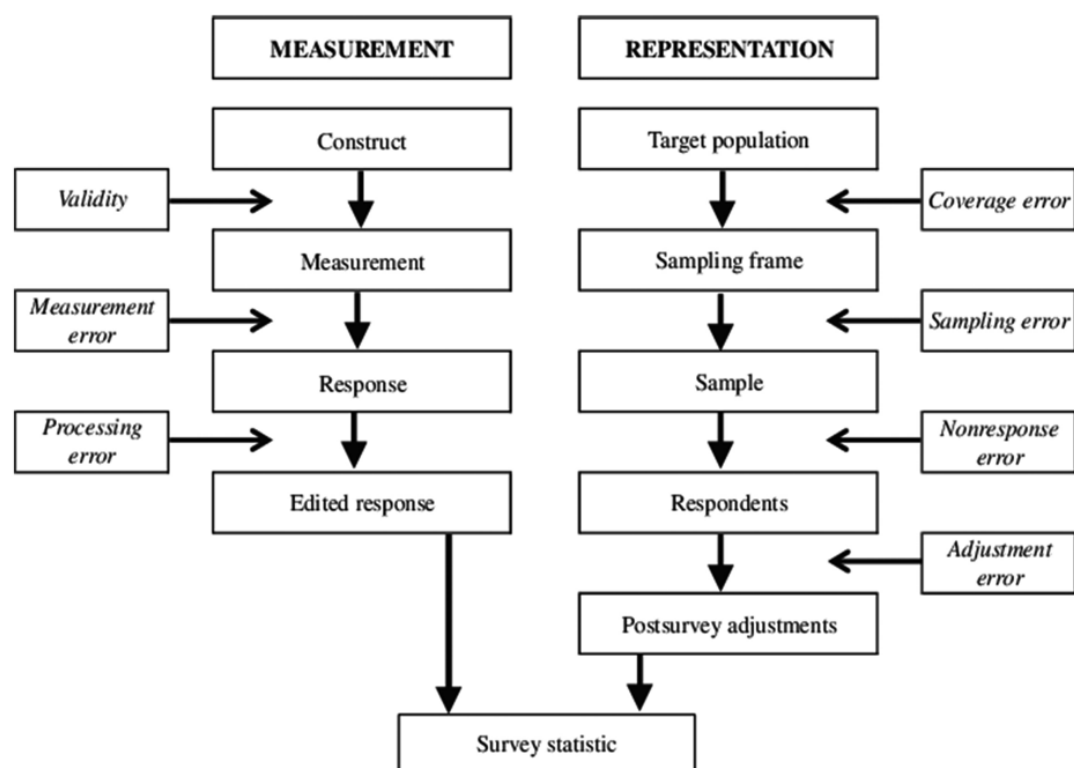 MEASUREMENT
REPRESENTATION
Construct
Target population
Validity
Coverage error
Measurement
Sampling frame
Measurement
error
Sampling error
Response
Sample
Processing
error
Nonresponse
error
Edited response
Respondents
Adjustment
error
Postsurvey adjustments
Survey statistic